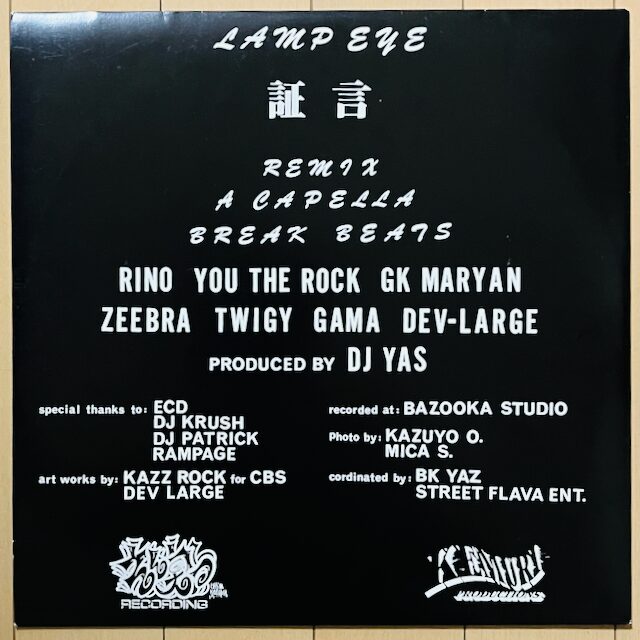 LAMP EYE
証言
REMIX
A CAPELLA
BREAK BEATS
RINO YOU THE ROCK GK MARYAN
ZEEBRA TWIGY GAMA DEV-LARGE
PRODUCED BY DJ YAS
special thanks to: ECD
DJ KRUSH
DJ PATRICK
RAMPAGE
art works by: KAZZ ROCK for CBS
DEV LARGE
recorded at: BAZOOKA STUDIO
Photo by: KAZUYO O.
MICA S.
cordinated by: BK YAZ
STREET FLAVA ENT.
RECORDING